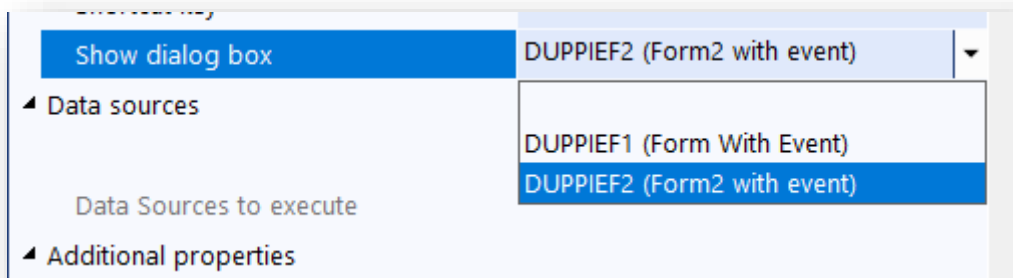 Show dialog box DUPPIEF2 (Form2 with event)
Data sources
DUPPIEF1 (Form With Event)
DUPPIEF2 (Form2 with event)
Data Sources to execute
Additional properties